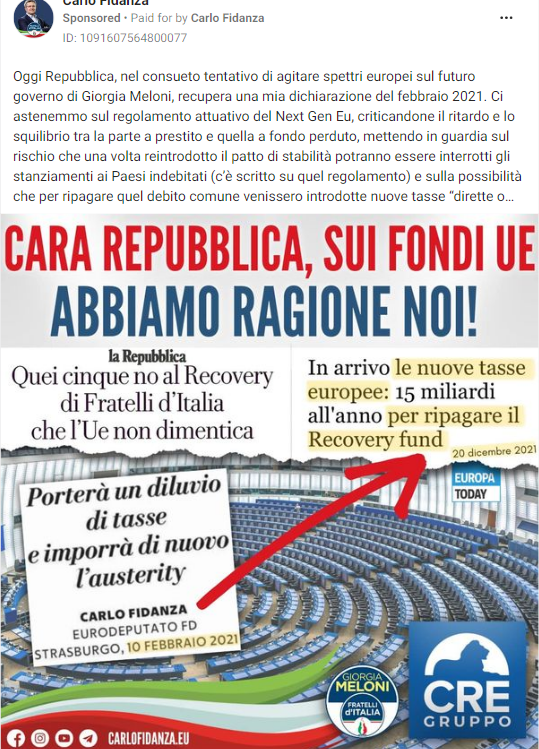 Carlo Fidanza
Sponsored • Paid for by Carlo Fidanza
ID: 1091607564800077
Oggi Repubblica, nel consueto tentativo di agitare spettri europei sul futuro
governo di Giorgia Meloni, recupera una mia dichiarazione del febbraio 2021. Ci
astenemmo sul regolamento attuativo del Next Gen Eu, criticandone il ritardo e lo
squilibrio tra la parte a prestito e quella a fondo perduto, mettendo in guardia sul
rischio che una volta reintrodotto il patto di stabilità potranno essere interrotti gli
stanziamenti ai Paesi indebitati (c'è scritto su quel regolamento) e sulla possibilità
che per ripagare quel debito comune venissero introdotte nuove tasse “dirette o...
CARA REPUBBLICA, SUI FONDI UE
ABBIAMO RAGIONE NOI!
la Repubblica
Quei cinque no al Recovery
di Fratelli d'Italia
che l'Ue non dimentica
In arrivo le nuove tasse
europee: 15 miliardi
all'anno per ripagare il
Recovery fund
20 dicembre 2021
EUROPA
TODAY
Porterà un diluvio
di tasse
e imporrà di nuovo
l'austerity
CARLO FIDANZA
EURODEPUTATO FD
STRASBURGO, 10 FEBBRAIO 2021
GIORGIA
MELONI
FRATELLI
d'ITALIA
CRE
GRUPPO
CARLOFIDANZA.EU